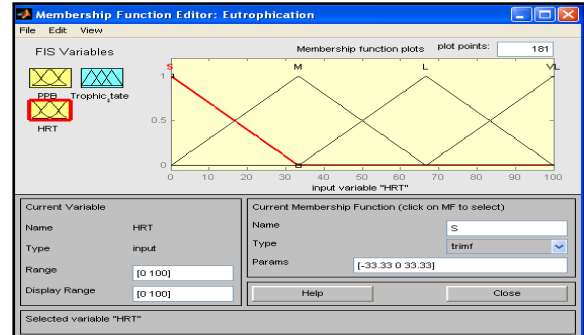 Membership Function Editor: Eutrophication
File Edit View
FIS Variables
Membership function plots plot points: 181
PPB Trophic_state
HRT
S M L VL
1
0.5
0
0 10 20 30 40 50 60 70 80 90 100
input variable "HRT"
Current Variable
Name HRT
Type input
Range [0 100]
Display Range [0 100]
Current Membership Function (click on MF to select)
Name S
Type trimf
Params [-33.33 0 33.33]
Help Close
Selected variable "HRT"